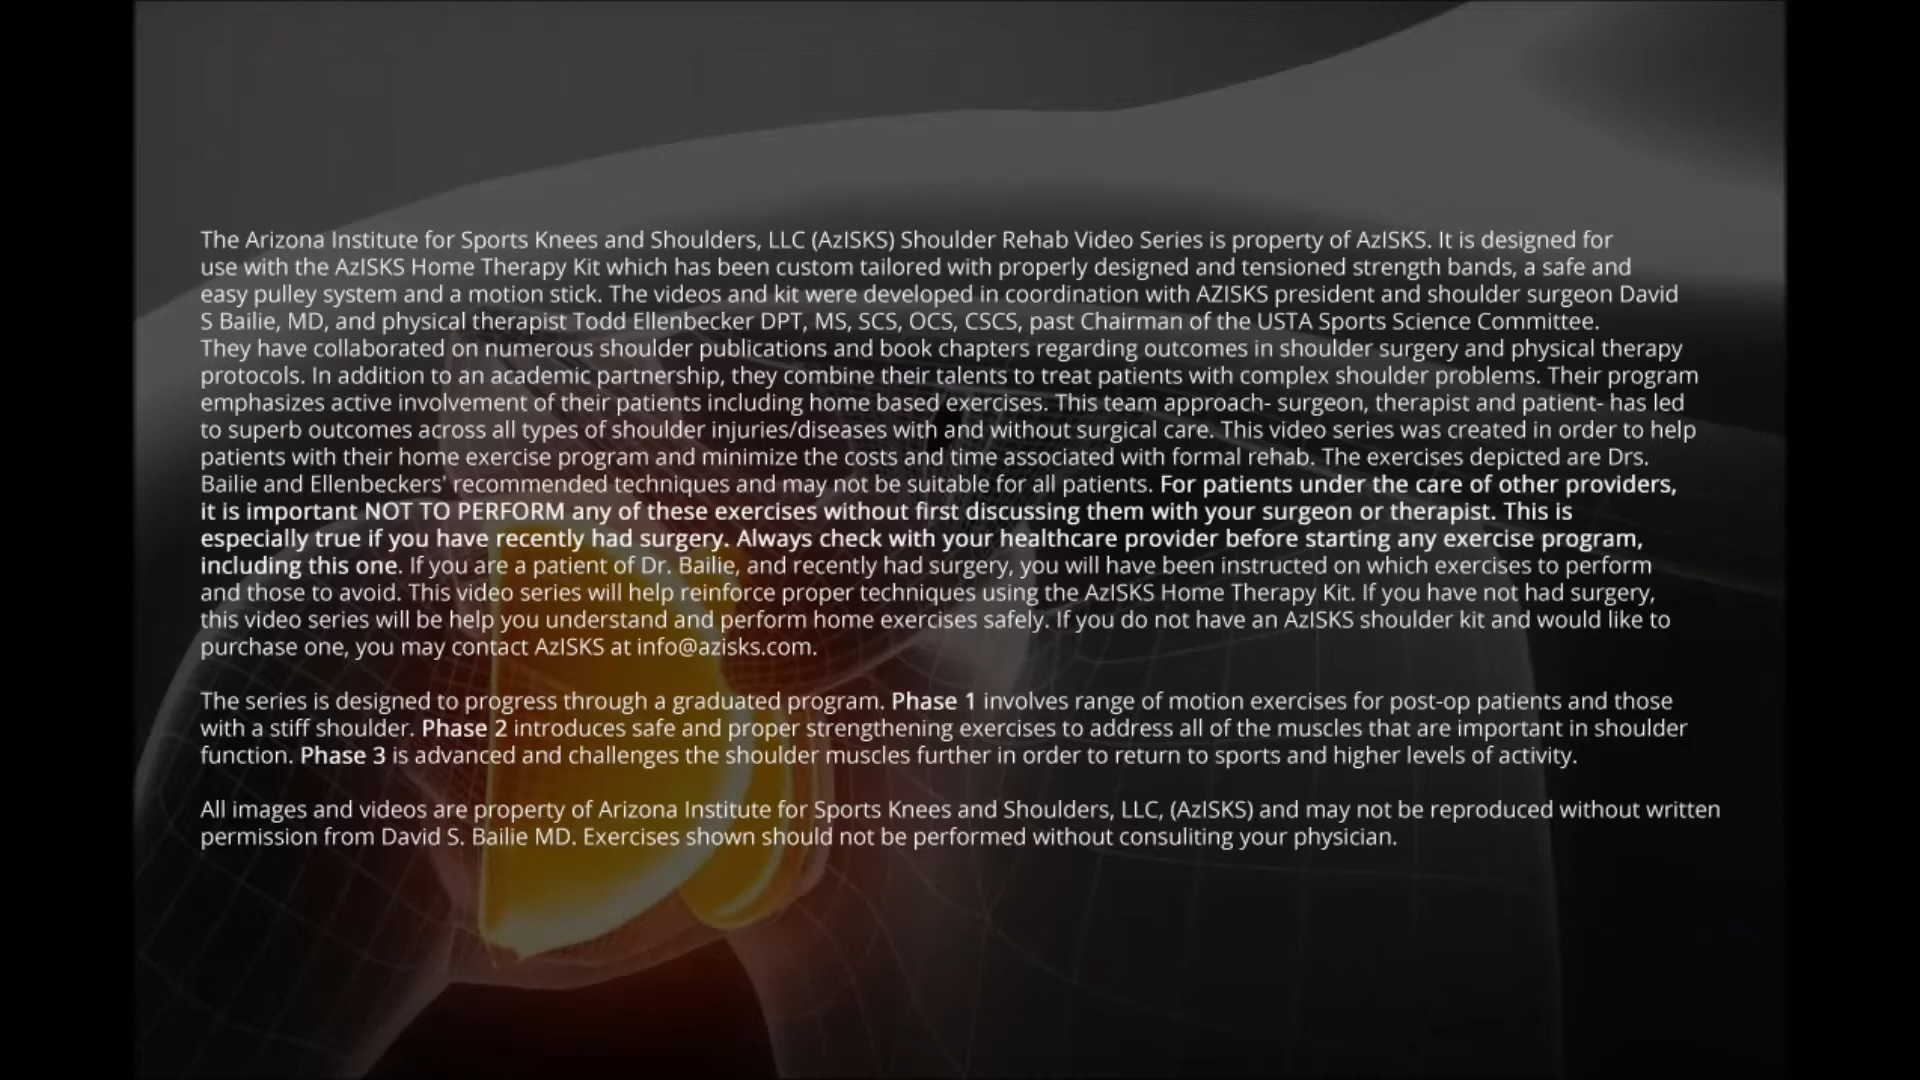 The Arizona Institute for Sports Knees and Shoulders, LLC (AzISKS) Shoulder Rehab Video Series is property of AzISKS. It is designed for
use with the AzISKS Home Therapy Kit which has been custom tailored with properly designed and tensioned strength bands, a safe and
easy pulley system and a motion stick. The videos and kit were developed in coordination with AZISKS president and shoulder surgeon David
S Bailie, MD, and physical therapist Todd Ellenbecker DPT, MS, SCS, OCS, CSCS, past Chairman of the USTA Sports Science Committee.
They have collaborated on numerous shoulder publications and book chapters regarding outcomes in shoulder surgery and physical therapy
protocols. In addition to an academic partnership, they combine their talents to treat patients with complex shoulder problems. Their program
emphasizes active involvement of their patients including home based exercises. This team approach- surgeon, therapist and patient- has led
to superb outcomes across all types of shoulder injuries/diseases with and without surgical care. This video series was created in order to help
patients with their home exercise program and minimize the costs and time associated with formal rehab. The exercises depicted are Drs.
Bailie and Ellenbeckers' recommended techniques and may not be suitable for all patients. For patients under the care of other providers,
it is important NOT TO PERFORM any of these exercises without first discussing them with your surgeon or therapist. This is
especially true if you have recently had surgery. Always check with your healthcare provider before starting any exercise program,
including this one. If you are a patient of Dr. Bailie, and recently had surgery, you will have been instructed on which exercises to perform
and those to avoid. This video series will help reinforce proper techniques using the AzISKS Home Therapy Kit. If you have not had surgery,
this video series will be help you understand and perform home exercises safely. If you do not have an AzISKS shoulder kit and would like to
purchase one, you may contact AzISKS at info@azisks.com.
The series is designed to progress through a graduated program. Phase 1 involves range of motion exercises for post-op patients and those
with a stiff shoulder. Phase 2 introduces safe and proper strengthening exercises to address all of the muscles that are important in shoulder
function. Phase 3 is advanced and challenges the shoulder muscles further in order to return to sports and higher levels of activity.
All images and videos are property of Arizona Institute for Sports Knees and Shoulders, LLC, (AzISKS) and may not be reproduced without written
permission from David S. Bailie MD. Exercises shown should not be performed without consuliting your physician.